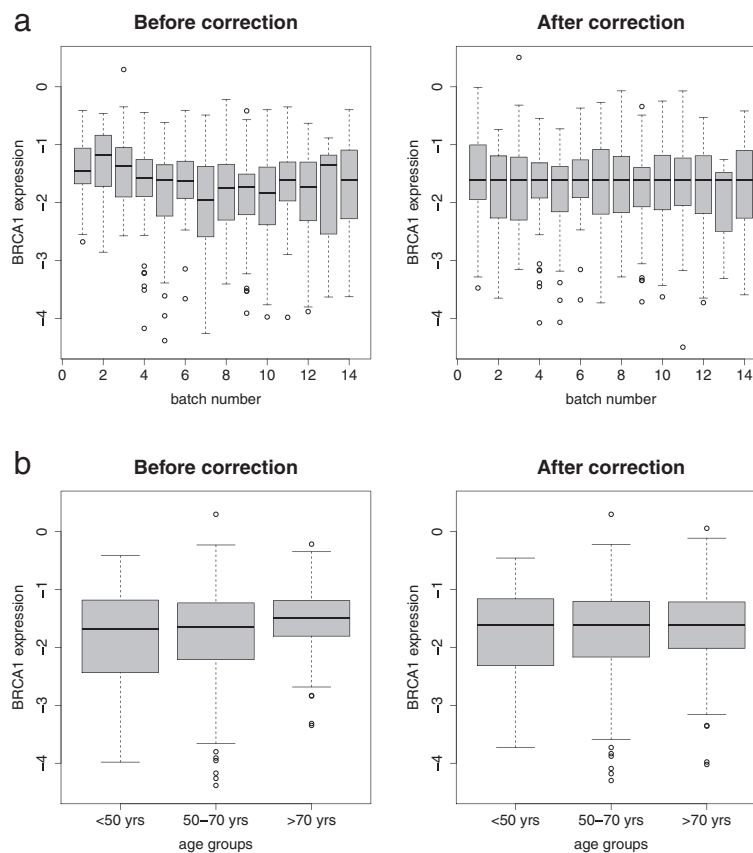 a
Before correction
After correction
BRCA1 expression
0
−1
−2
−3
−4
0 2 4 6 8 10 12 14
batch number
BRCA1 expression
0
−1
−2
−3
−4
0 2 4 6 8 10 12 14
batch number
b
Before correction
After correction
BRCA1 expression
0
−1
−2
−3
−4
<50 yrs 50−70 yrs >70 yrs
age groups
BRCA1 expression
0
−1
−2
−3
−4
<50 yrs 50−70 yrs >70 yrs
age groups